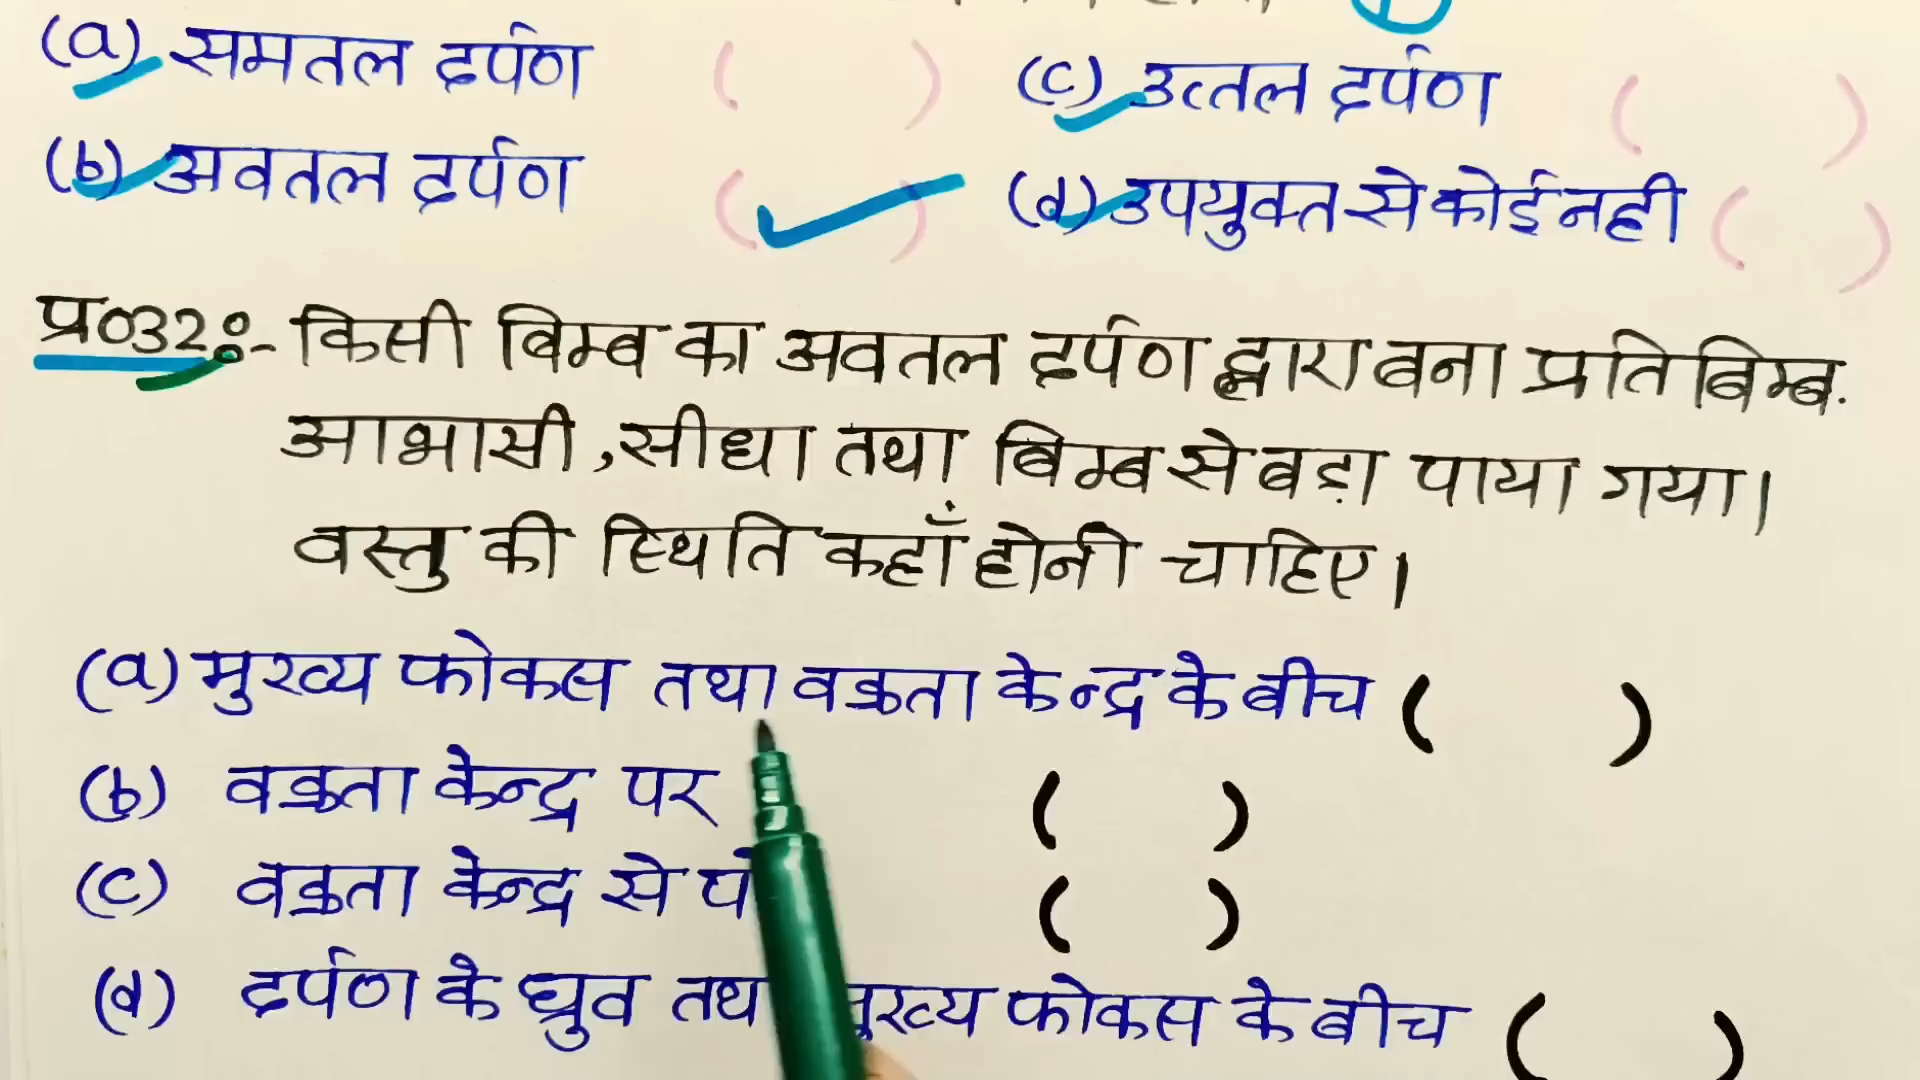 (a) समतल दर्पण ( ) (c) उत्तल दर्पण ( )
(b) अवतल दर्पण ( ✓ ) (d) उपयुक्त से कोई नही ( )
प्र०32:- किसी बिम्ब का अवतल दर्पण द्वारा बना प्रतिबिम्ब.
आभासी, सीधा तथा बिम्ब से बड़ा पाया गया।
वस्तु की स्थिति कहाँ होनी चाहिए।
(a) मुख्य फोकस तथा वक्रता केन्द्र के बीच ( )
(b) वक्रता केन्द्र पर ( )
(c) वक्रता केन्द्र से ( )
(d) दर्पण के ध्रुव तथा मुख्य फोकस के बीच ( )